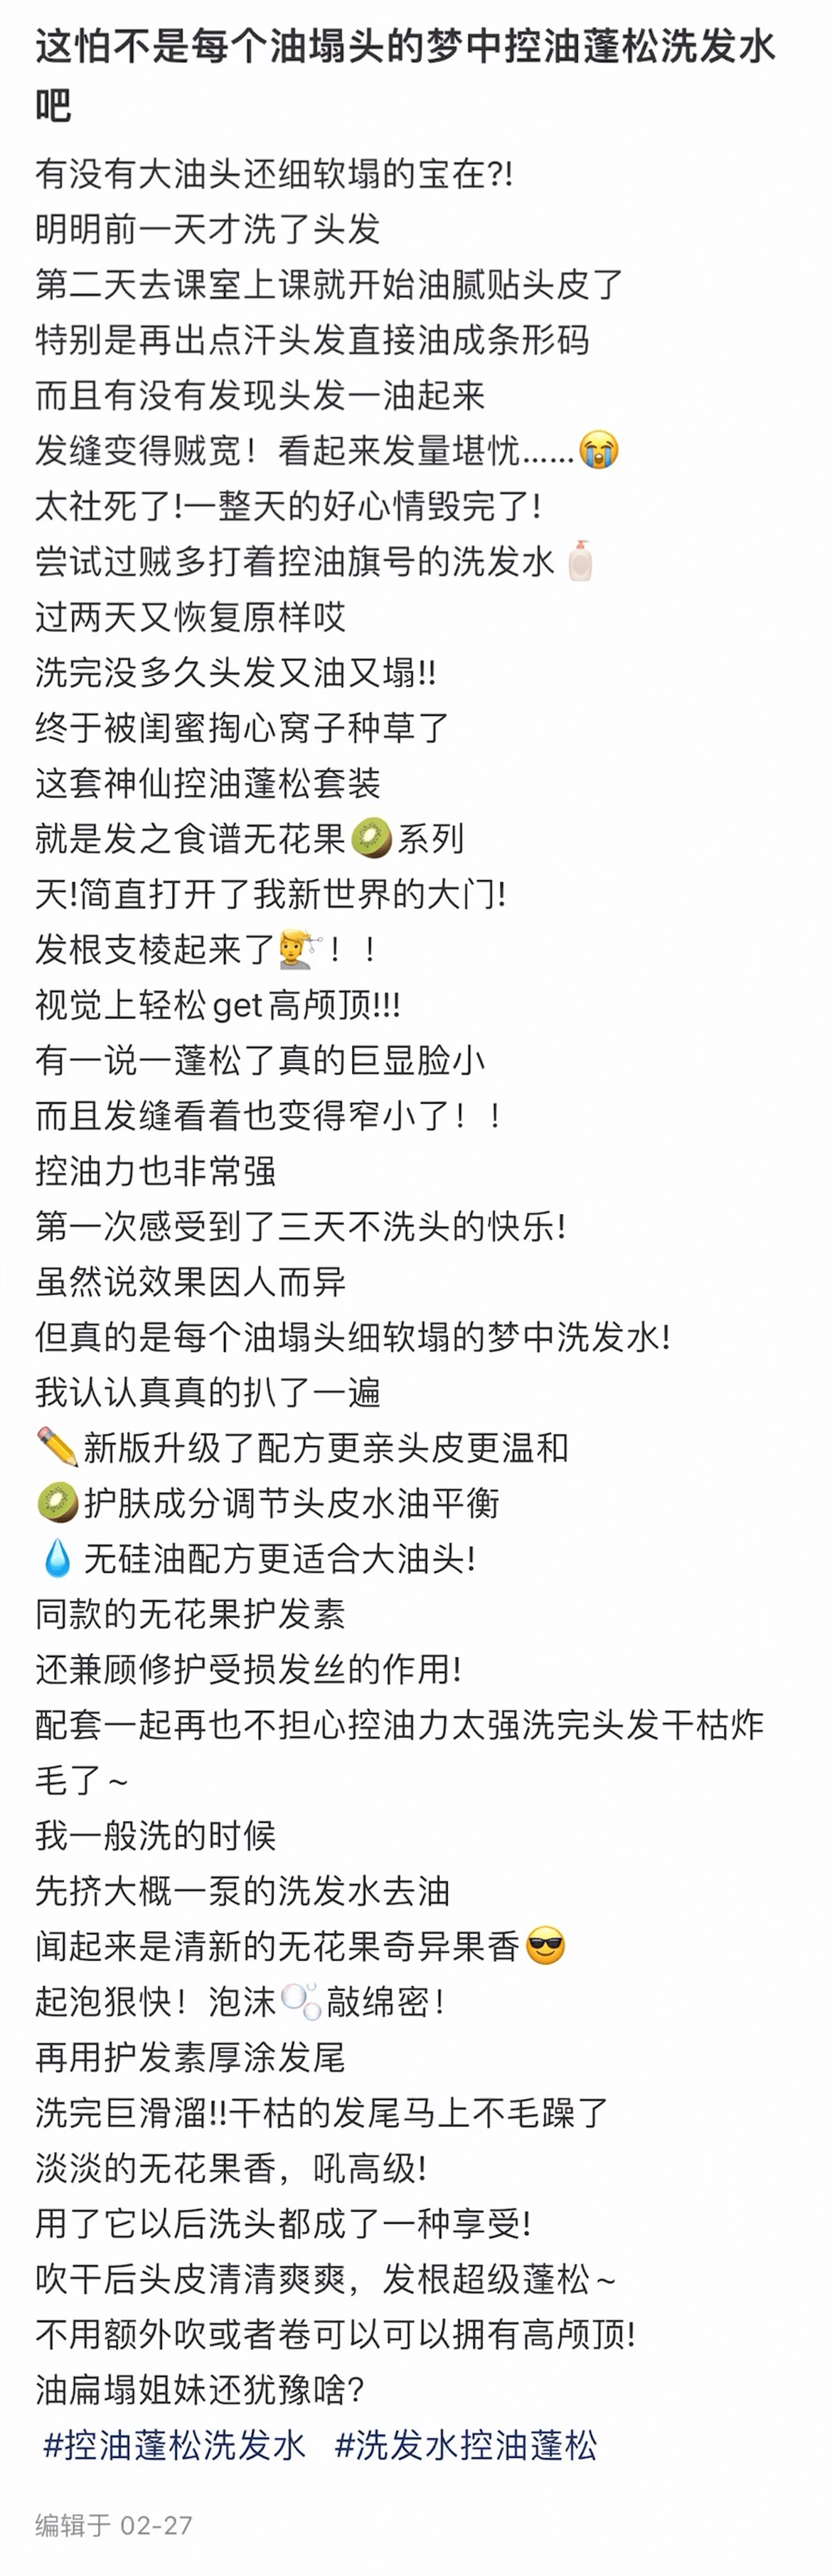 这怕不是每个油塌头的梦中控油蓬松洗发水
吧
有没有大油头还细软塌的宝在?!
明明前一天才洗了头发
第二天去课室上课就开始油腻贴头皮了
特别是再出点汗头发直接油成条形码
而且有没有发现头发一油起来
发缝变得贼宽！看起来发量堪忧……😭
太社死了!一整天的好心情毁完了!
尝试过贼多打着控油旗号的洗发水🧴
过两天又恢复原样哎
洗完没多久头发又油又塌!!
终于被闺蜜掏心窝子种草了
这套神仙控油蓬松套装
就是发之食谱无花果🥝系列
天!简直打开了我新世界的大门!
发根支棱起来了💇！！
视觉上轻松get高颅顶!!!
有一说一蓬松了真的巨显脸小
而且发缝看着也变得窄小了！！
控油力也非常强
第一次感受到了三天不洗头的快乐!
虽然说效果因人而异
但真的是每个油塌头细软塌的梦中洗发水!
我认认真真的扒了一遍
✏️新版升级了配方更亲头皮更温和
🥝护肤成分调节头皮水油平衡
💧无硅油配方更适合大油头!
同款的无花果护发素
还兼顾修护受损发丝的作用!
配套一起再也不担心控油力太强洗完头发干枯炸
毛了~
我一般洗的时候
先挤大概一泵的洗发水去油
闻起来是清新的无花果奇异果香😎
起泡狠快！泡沫🫧敲绵密！
再用护发素厚涂发尾
洗完巨滑溜!!干枯的发尾马上不毛躁了
淡淡的无花果香，吼高级!
用了它以后洗头都成了一种享受!
吹干后头皮清清爽爽，发根超级蓬松~
不用额外吹或者卷可以可以拥有高颅顶!
油扁塌姐妹还犹豫啥?
#控油蓬松洗发水 #洗发水控油蓬松
编辑于 02-27